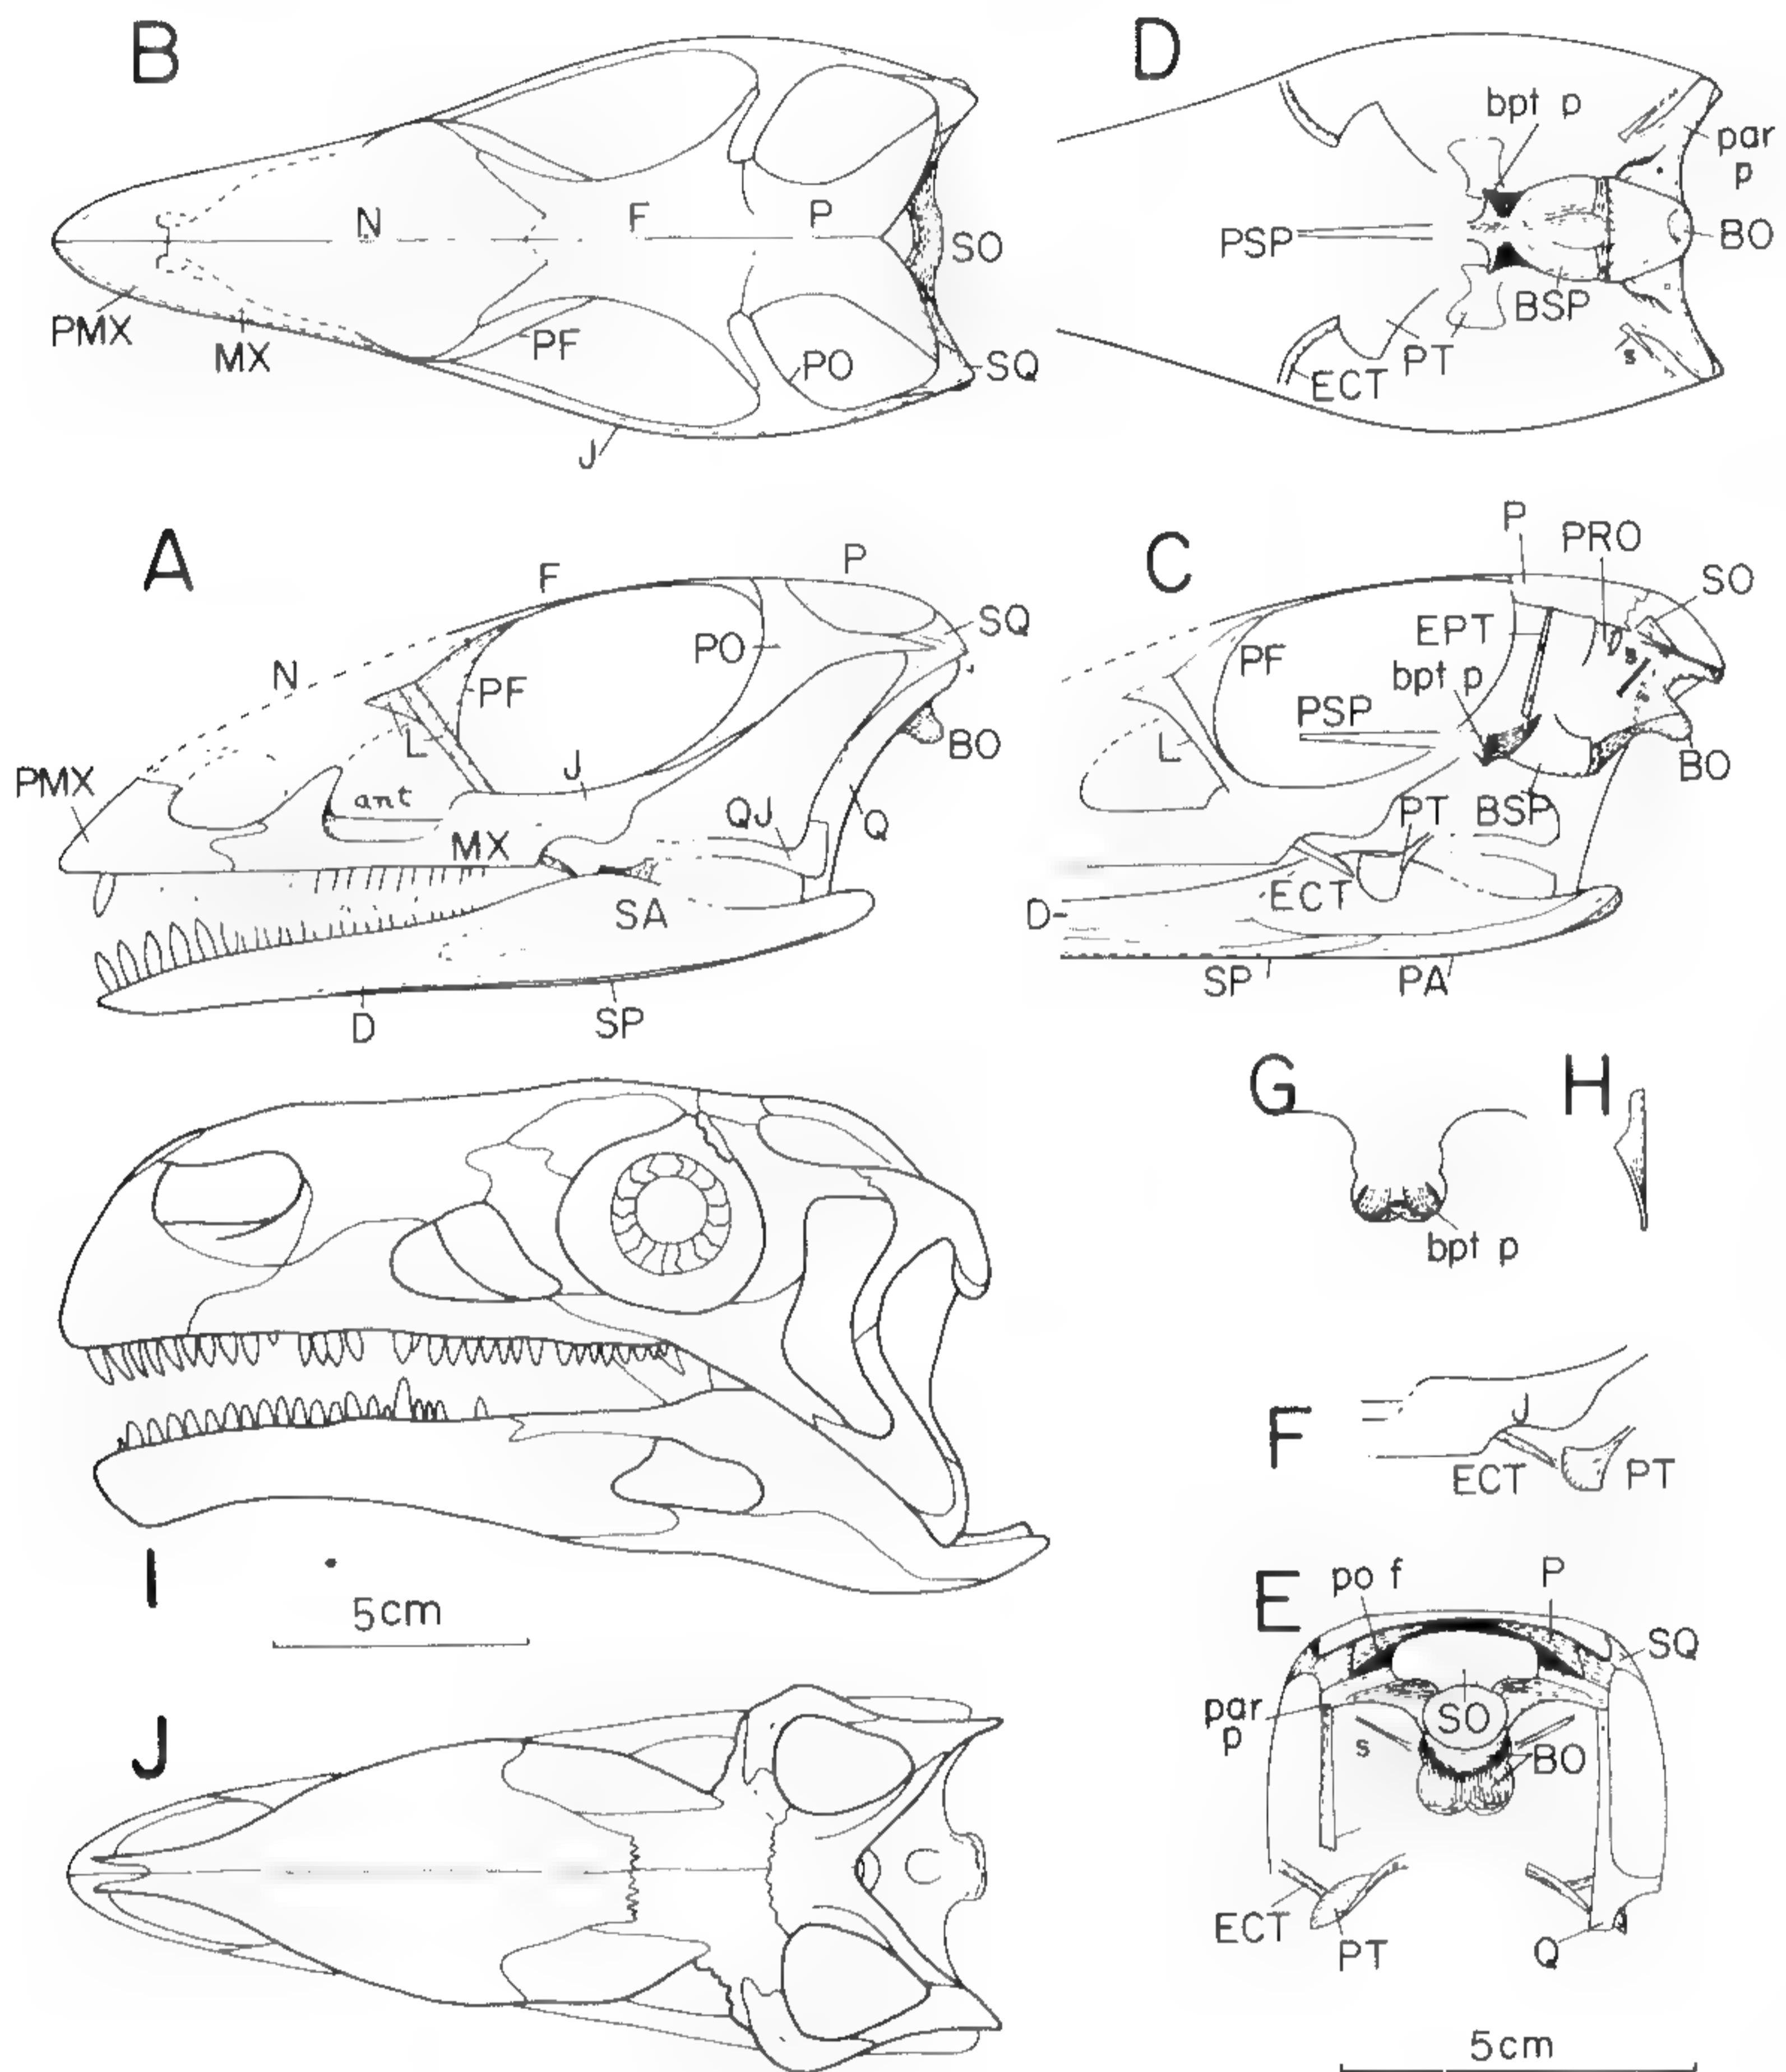 B
N
F
P
SO
PMX
MX
PF
PO
SQ
J
D
bpt p
par
p
PSP
BO
BSP
PT
s
ECT
A
F
P
SQ
N
PO
PF
L
BO
PMX
J
ant
QJ
Q
MX
SA
D
SP
C
P
PRO
SO
EPT
s
PF
bpt p
s
PSP
L
BO
PT
BSP
ECT
D
SP
PA
G
H
bpt p
F
J
ECT
PT
I
5cm
E
po f
P
SQ
par
p
SO
s
BO
ECT
PT
Q
J
5cm